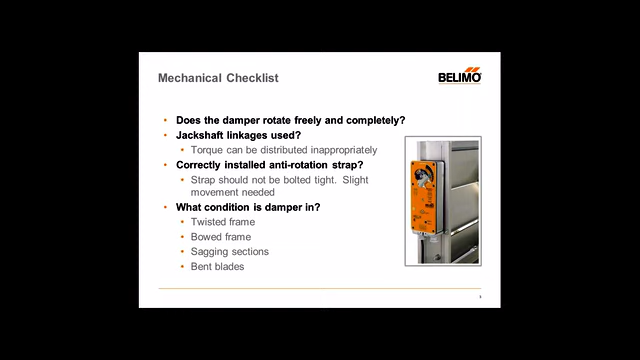 Mechanical Checklist
BELIMO
Does the damper rotate freely and completely?
Jackshaft linkages used?
Torque can be distributed inappropriately
Correctly installed anti-rotation strap?
Strap should not be bolted tight. Slight
movement needed
What condition is damper in?
Twisted frame
Bowed frame
Sagging sections
Bent blades